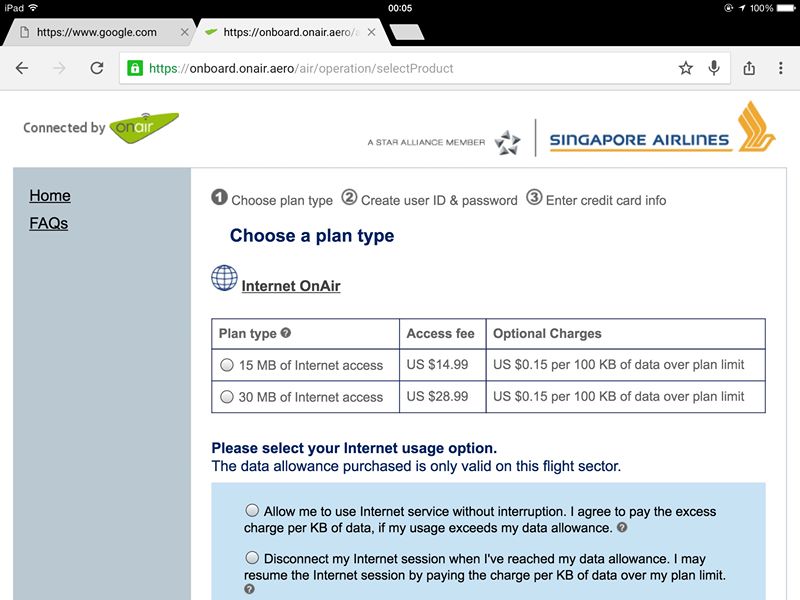 iPad 00:05 100%
https://www.google.com https://onboard.onair.aero/a
https://onboard.onair.aero/air/operation/selectProduct
Connected by onair
A STAR ALLIANCE MEMBER SINGAPORE AIRLINES
Home
FAQs
1 Choose plan type 2 Create user ID & password 3 Enter credit card info
Choose a plan type
Internet OnAir
Plan type ? Access fee Optional Charges
15 MB of Internet access US $14.99 US $0.15 per 100 KB of data over plan limit
30 MB of Internet access US $28.99 US $0.15 per 100 KB of data over plan limit
Please select your Internet usage option.
The data allowance purchased is only valid on this flight sector.
Allow me to use Internet service without interruption. I agree to pay the excess
charge per KB of data, if my usage exceeds my data allowance. ?
Disconnect my Internet session when I've reached my data allowance. I may
resume the Internet session by paying the charge per KB of data over my plan limit.
?